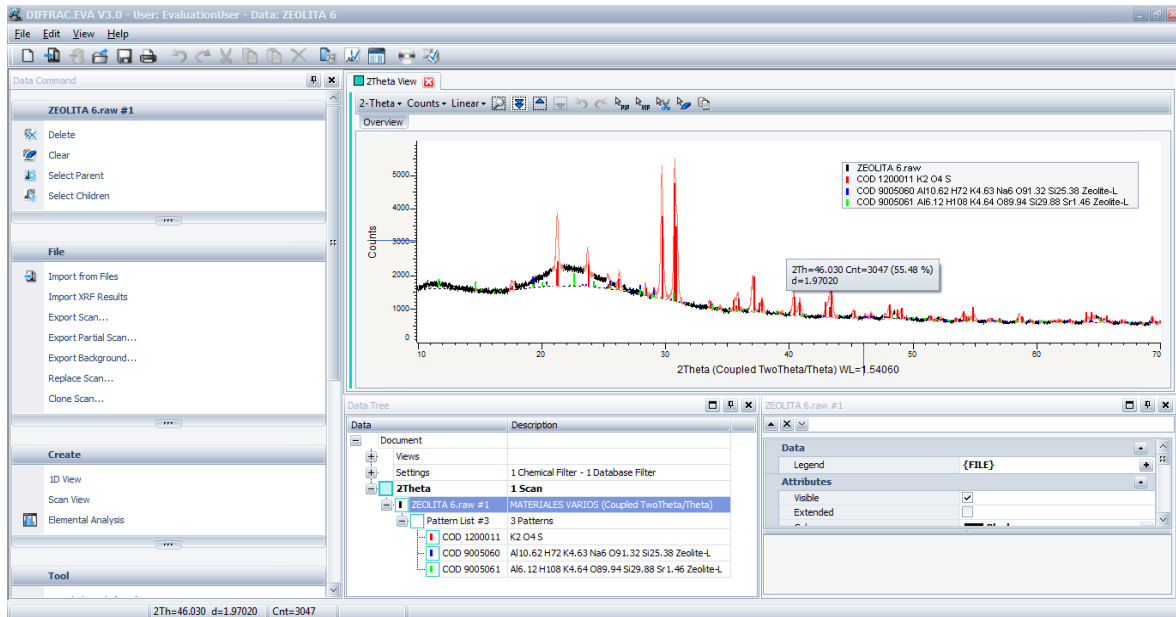 DIFFRAC.EVA V3.0 - User: EvaluationUser - Data: ZEOLITA 6
File Edit View Help
Data Command
ZEOLITA 6.raw #1
Delete
Clear
Select Parent
Select Children
File
Import from Files
Import XRF Results
Export Scan...
Export Partial Scan...
Export Background...
Replace Scan...
Clone Scan...
Create
1D View
Scan View
Elemental Analysis
Tool
2Theta View
2-Theta Counts Linear
Overview
ZEOLITA 6.raw
COD 1200011 K2 O4 S
COD 9005060 Al10.62 H72 K4.63 Na6 O91.32 Si25.38 Zeolite-L
COD 9005061 Al6.12 H108 K4.64 O89.94 Si29.88 Sr1.46 Zeolite-L
2Th=46.030 Cnt=3047 (55.48 %)
d=1.97020
Counts
5000
4000
3000
2000
1000
0
10 20 30 40 50 60 70
2Theta (Coupled TwoTheta/Theta) WL=1.54060
Data Tree
Data Description
Document
Views
Settings 1 Chemical Filter - 1 Database Filter
2Theta 1 Scan
ZEOLITA 6.raw #1 MATERIALES VARIOS (Coupled TwoTheta/Theta)
Pattern List #3 3 Patterns
COD 1200011 K2 O4 S
COD 9005060 Al10.62 H72 K4.63 Na6 O91.32 Si25.38 Zeolite-L
COD 9005061 Al6.12 H108 K4.64 O89.94 Si29.88 Sr1.46 Zeolite-L
ZEOLITA 6.raw #1
Data
Legend {FILE}
Attributes
Visible
Extended
2Th=46.030 d=1.97020 Cnt=3047